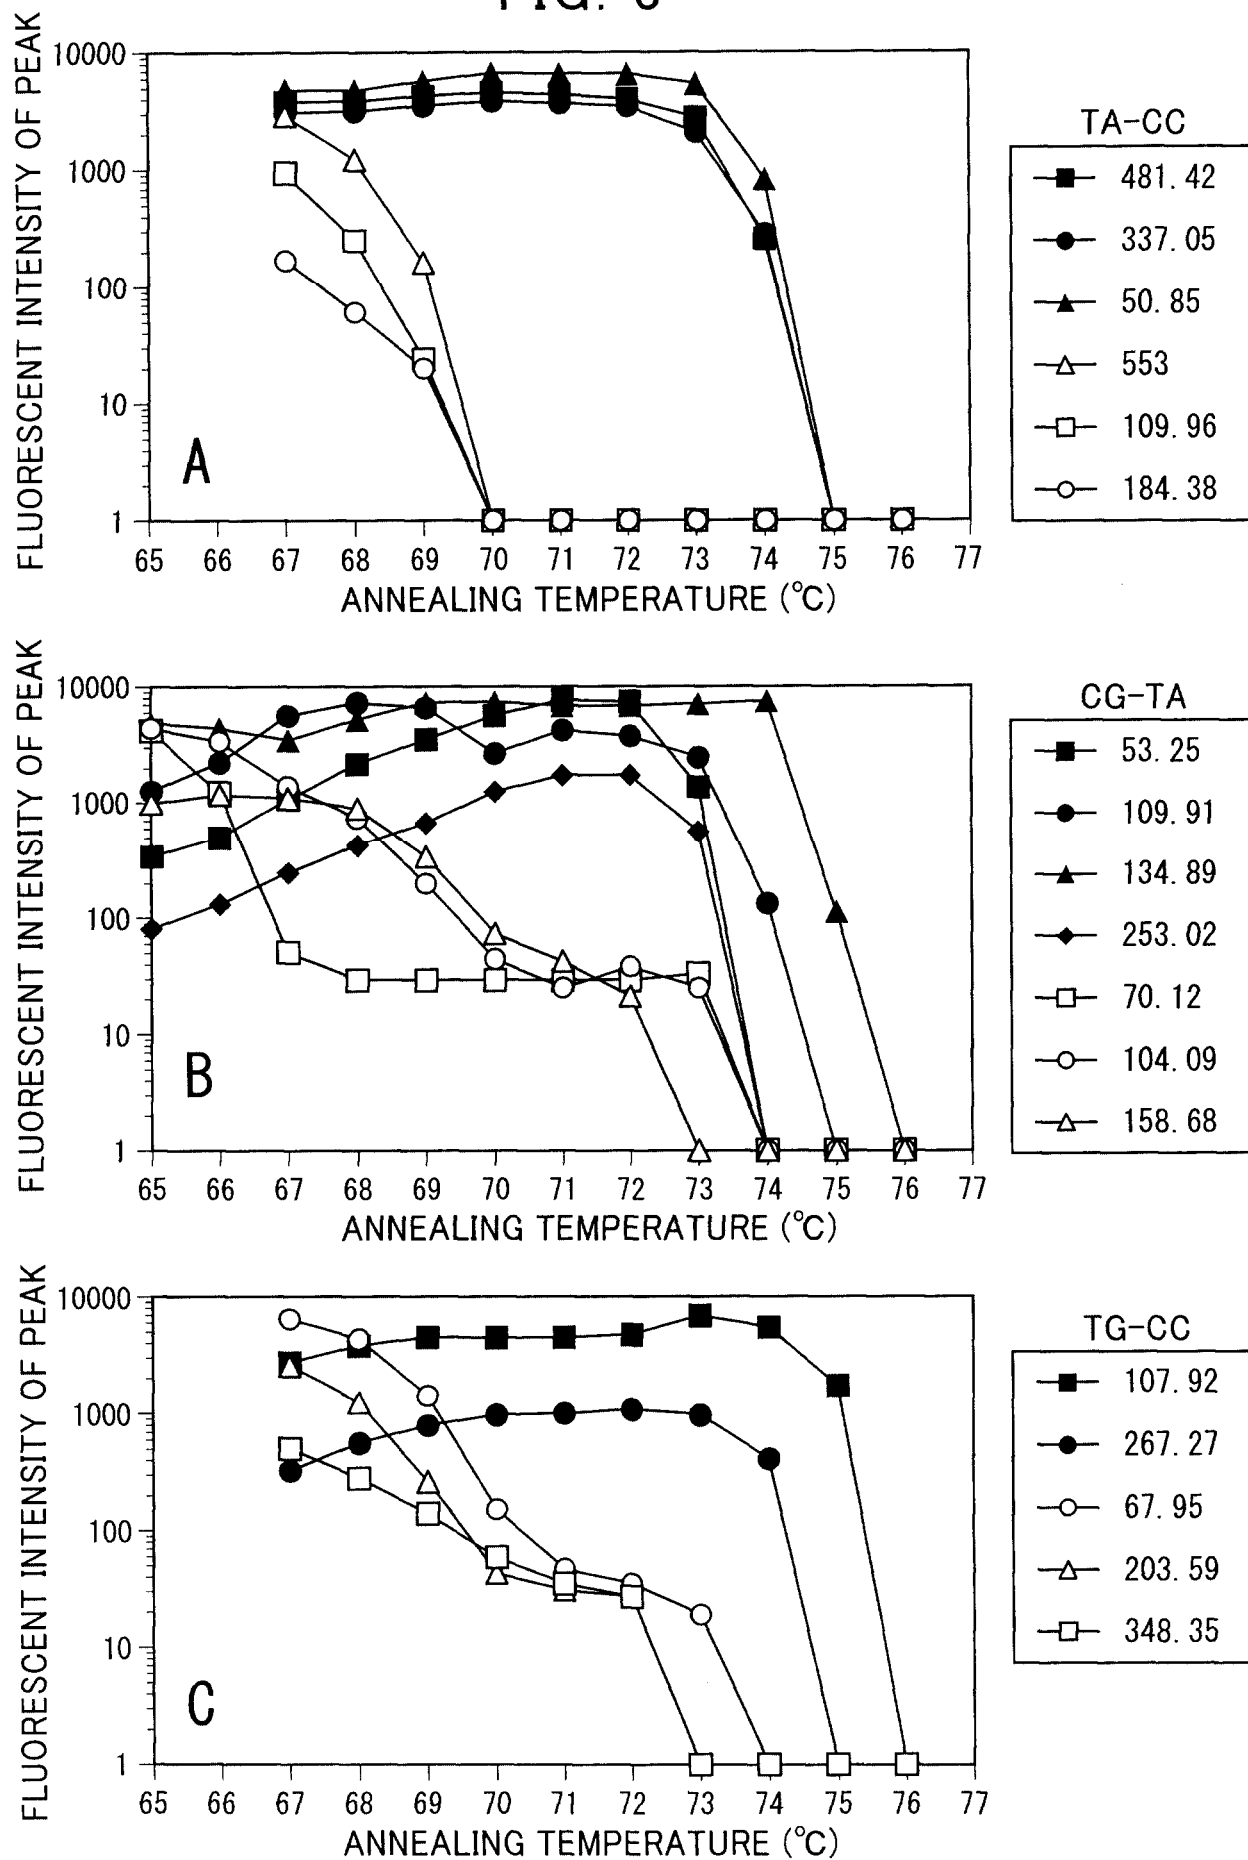 FLUORESCENT INTENSITY OF PEAK
10000
1000
100
10
1
A
65 66 67 68 69 70 71 72 73 74 75 76 77
ANNEALING TEMPERATURE (°C)
TA-CC
481.42
337.05
50.85
553
109.96
184.38
FLUORESCENT INTENSITY OF PEAK
10000
1000
100
10
1
B
65 66 67 68 69 70 71 72 73 74 75 76 77
ANNEALING TEMPERATURE (°C)
CG-TA
53.25
109.91
134.89
253.02
70.12
104.09
158.68
FLUORESCENT INTENSITY OF PEAK
10000
1000
100
10
1
C
65 66 67 68 69 70 71 72 73 74 75 76 77
ANNEALING TEMPERATURE (°C)
TG-CC
107.92
267.27
67.95
203.59
348.35